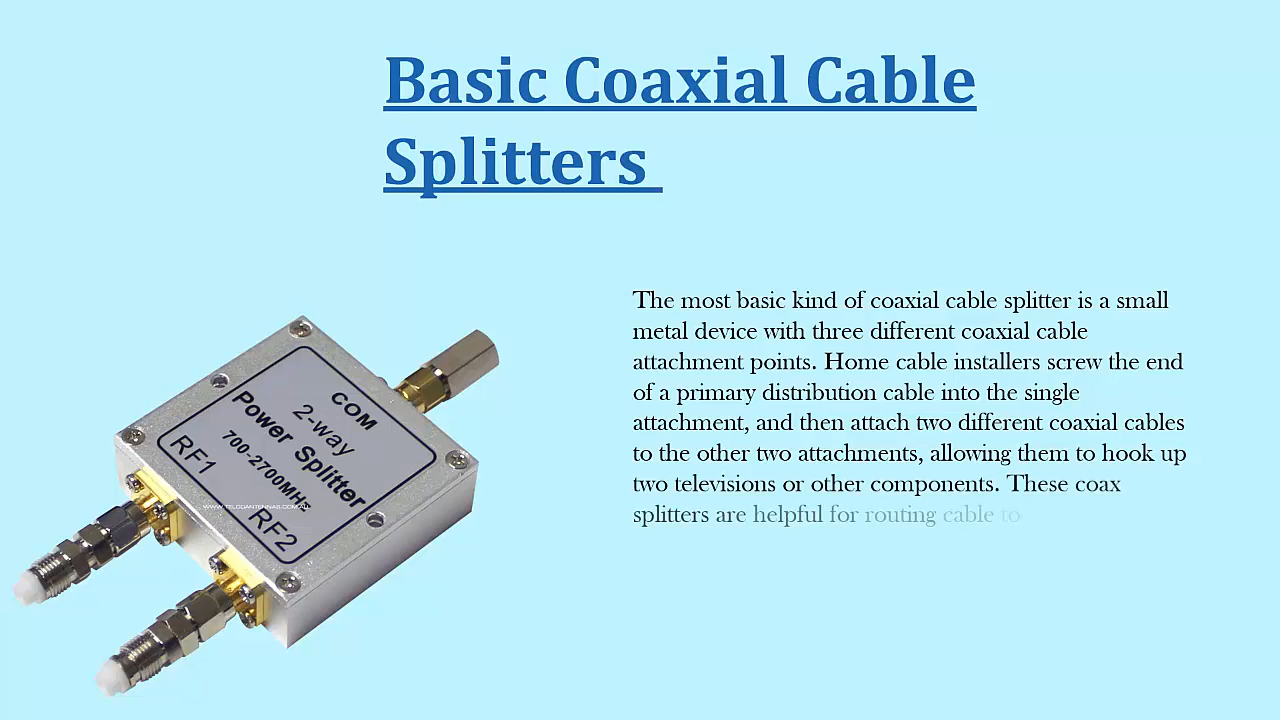 Basic Coaxial Cable
Splitters
The most basic kind of coaxial cable splitter is a small
metal device with three different coaxial cable
attachment points. Home cable installers screw the end
of a primary distribution cable into the single
attachment, and then attach two different coaxial cables
to the other two attachments, allowing them to hook up
two televisions or other components. These coax
splitters are helpful for routing cable to
COM
2-way
Power Splitter
700-2700MHz
RF1
RF2
WWW.TELCOANTENNAS.COM.AU